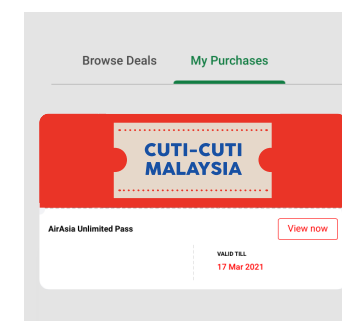 Browse Deals My Purchases
CUTI-CUTI
MALAYSIA
AirAsia Unlimited Pass View now
VALID TILL
17 Mar 2021